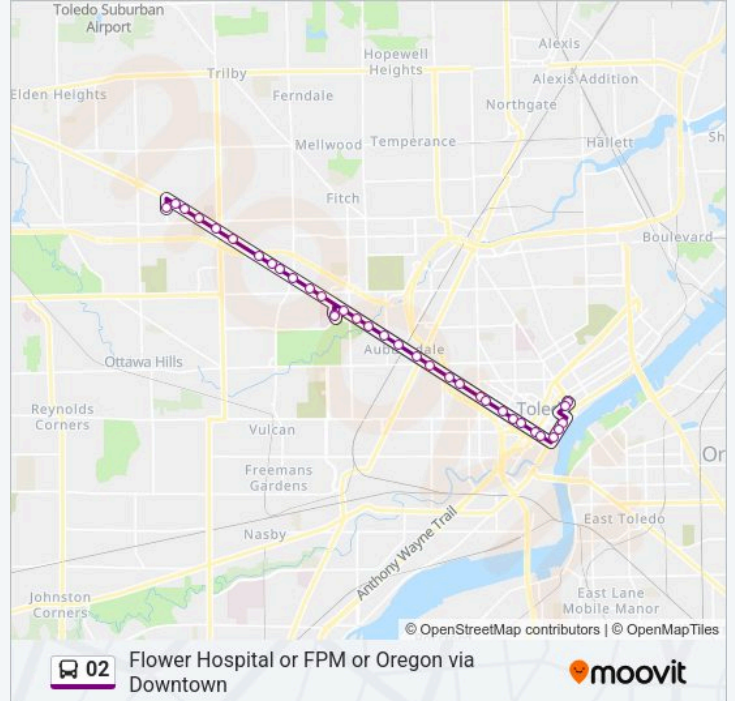 Toledo Suburban
Airport
Alexis
Hopewell
Heights
Trilby
Alexis Addition
Elden Heights
Ferndale
Northgate
Mellwood
Temperance
Hallett
Sh
Fitch
Boulevard
Ottawa Hills
Auburndale
Reynolds
Corners
Toledo
Vulcan
Or
Freemans
Gardens
East Toledo
Nasby
Anthony Wayne Trail
East Lane
Mobile Manor
Johnston
Corners
© OpenStreetMap contributors | © OpenMapTiles
02
Flower Hospital or FPM or Oregon via
Downtown
moovit